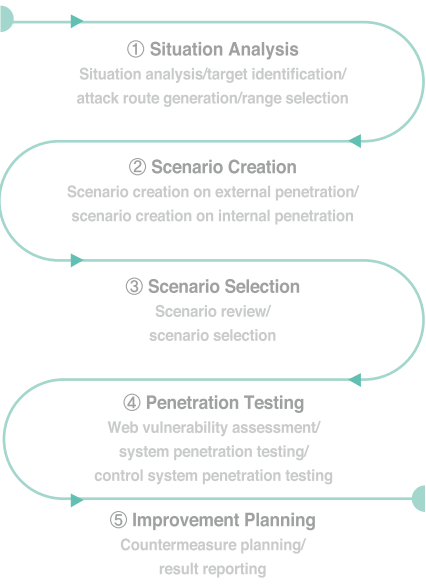 ① Situation Analysis
Situation analysis/target identification/
attack route generation/range selection
② Scenario Creation
Scenario creation on external penetration/
scenario creation on internal penetration
③ Scenario Selection
Scenario review/
scenario selection
④ Penetration Testing
Web vulnerability assessment/
system penetration testing/
control system penetration testing
⑤ Improvement Planning
Countermeasure planning/
result reporting